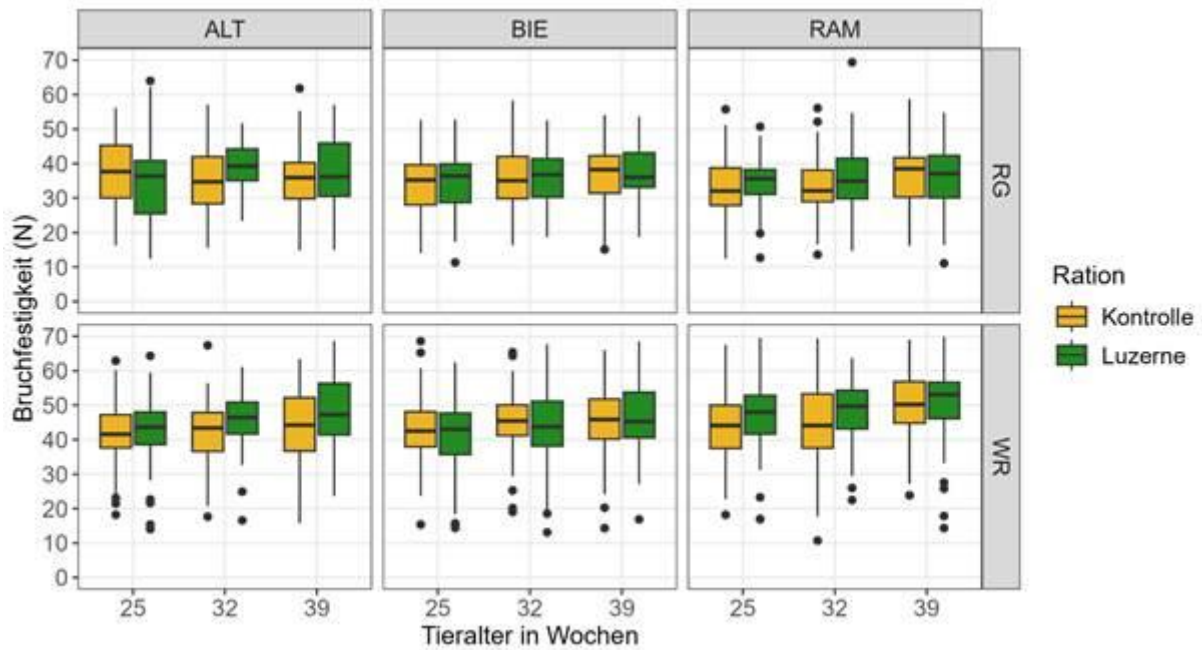 ALT BIE RAM
70
60
50
40
30
20
10
0
RG
70
60
50
40
30
20
10
0
WR
Bruchfestigkeit (N)
25 32 39 25 32 39 25 32 39
Tieralter in Wochen
Ration
Kontrolle
Luzerne